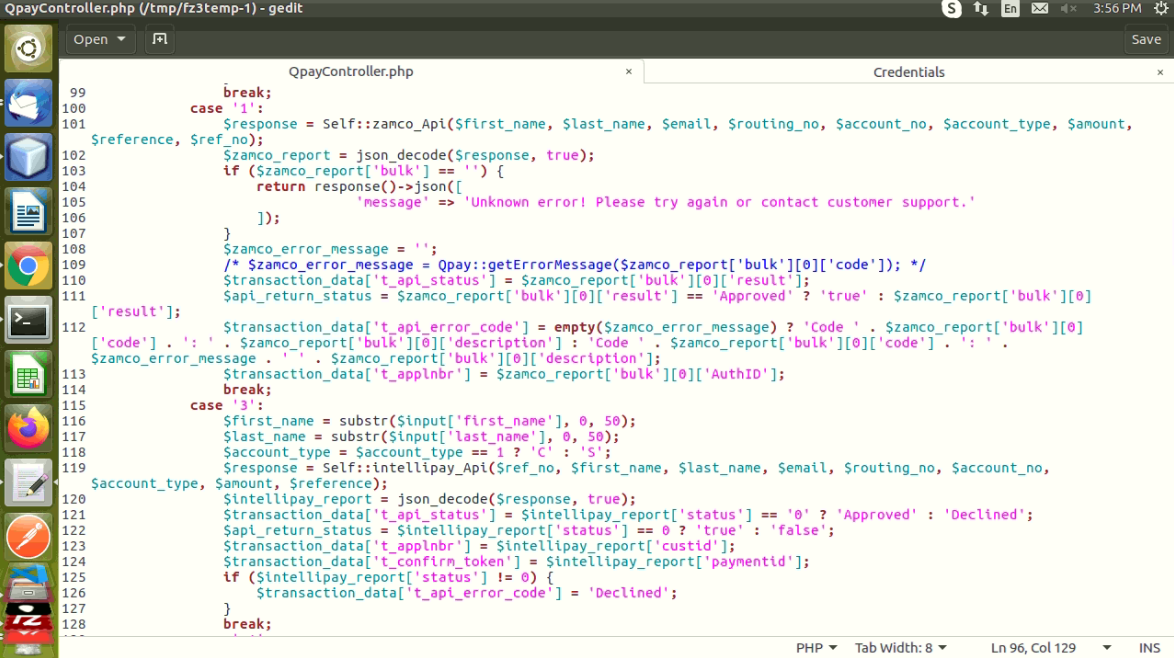 QpayController.php (/tmp/fz3temp-1) - gedit
En
3:56 PM
Open
Save
QpayController.php ×
Credentials ×
99 break;
100 case '1':
101 $response = Self::zamco_Api($first_name, $last_name, $email, $routing_no, $account_no, $account_type, $amount,
$reference, $ref_no);
102 $zamco_report = json_decode($response, true);
103 if ($zamco_report['bulk'] == '') {
104 return response()->json([
105 'message' => 'Unknown error! Please try again or contact customer support.'
106 ]);
107 }
108 $zamco_error_message = '';
109 /* $zamco_error_message = Qpay::getErrorMessage($zamco_report['bulk'][0]['code']); */
110 $transaction_data['t_api_status'] = $zamco_report['bulk'][0]['result'];
111 $api_return_status = $zamco_report['bulk'][0]['result'] == 'Approved' ? 'true' : $zamco_report['bulk'][0]
['result'];
112 $transaction_data['t_api_error_code'] = empty($zamco_error_message) ? 'Code ' . $zamco_report['bulk'][0]
['code'] . ': ' . $zamco_report['bulk'][0]['description'] : 'Code ' . $zamco_report['bulk'][0]['code'] . ': ' .
$zamco_error_message . ' ' . $zamco_report['bulk'][0]['description'];
113 $transaction_data['t_applnbr'] = $zamco_report['bulk'][0]['AuthID'];
114 break;
115 case '3':
116 $first_name = substr($input['first_name'], 0, 50);
117 $last_name = substr($input['last_name'], 0, 50);
118 $account_type = $account_type == 1 ? 'C' : 'S';
119 $response = Self::intellipay_Api($ref_no, $first_name, $last_name, $email, $routing_no, $account_no,
$account_type, $amount, $reference);
120 $intellipay_report = json_decode($response, true);
121 $transaction_data['t_api_status'] = $intellipay_report['status'] == '0' ? 'Approved' : 'Declined';
122 $api_return_status = $intellipay_report['status'] == 0 ? 'true' : 'false';
123 $transaction_data['t_applnbr'] = $intellipay_report['custid'];
124 $transaction_data['t_confirm_token'] = $intellipay_report['paymentid'];
125 if ($intellipay_report['status'] != 0) {
126 $transaction_data['t_api_error_code'] = 'Declined';
127 }
128 break;
PHP Tab Width: 8 Ln 96, Col 129 INS